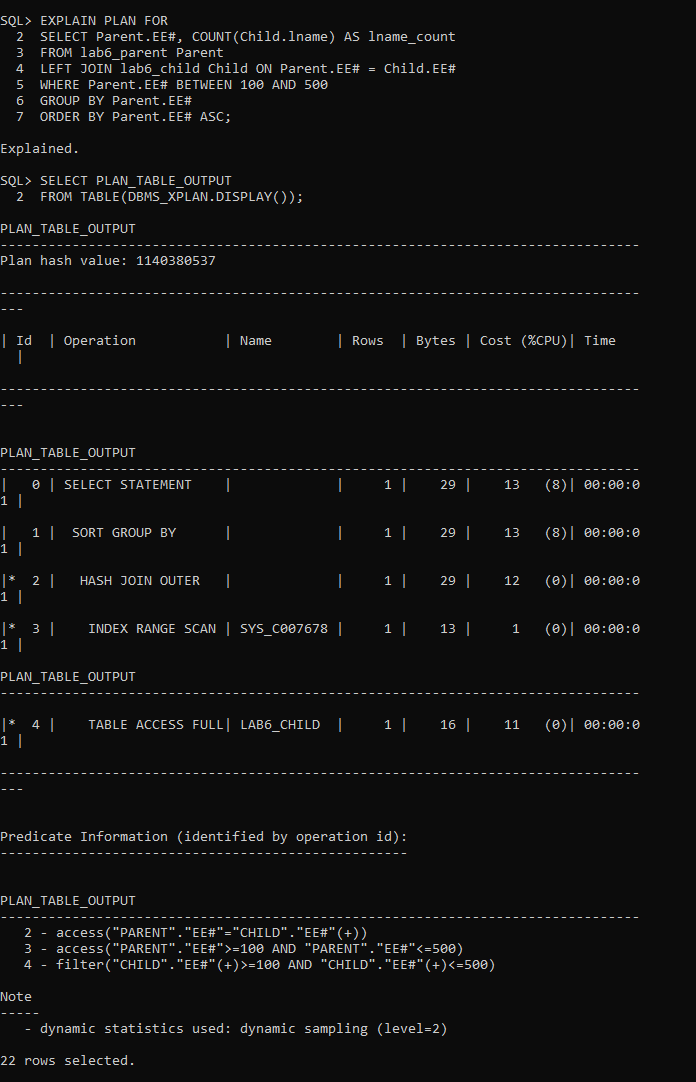 SQL> EXPLAIN PLAN FOR
  2  SELECT Parent.EE#, COUNT(Child.lname) AS lname_count
  3  FROM lab6_parent Parent
  4  LEFT JOIN lab6_child Child ON Parent.EE# = Child.EE#
  5  WHERE Parent.EE# BETWEEN 100 AND 500
  6  GROUP BY Parent.EE#
  7  ORDER BY Parent.EE# ASC;
Explained.
SQL> SELECT PLAN_TABLE_OUTPUT
  2  FROM TABLE(DBMS_XPLAN.DISPLAY());
PLAN_TABLE_OUTPUT
--------------------------------------------------------------------------------
Plan hash value: 1140380537
--------------------------------------------------------------------------------
---
| Id  | Operation           | Name        | Rows  | Bytes | Cost (%CPU)| Time
  |
--------------------------------------------------------------------------------
---
PLAN_TABLE_OUTPUT
--------------------------------------------------------------------------------
|   0 | SELECT STATEMENT    |             |     1 |    29 |    13   (8)| 00:00:0
1 |
|   1 |  SORT GROUP BY      |             |     1 |    29 |    13   (8)| 00:00:0
1 |
|*  2 |   HASH JOIN OUTER   |             |     1 |    29 |    12   (0)| 00:00:0
1 |
|*  3 |    INDEX RANGE SCAN | SYS_C007678 |     1 |    13 |     1   (0)| 00:00:0
1 |
PLAN_TABLE_OUTPUT
--------------------------------------------------------------------------------
|*  4 |    TABLE ACCESS FULL| LAB6_CHILD  |     1 |    16 |    11   (0)| 00:00:0
1 |
--------------------------------------------------------------------------------
---
Predicate Information (identified by operation id):
---------------------------------------------------
PLAN_TABLE_OUTPUT
--------------------------------------------------------------------------------
   2 - access("PARENT"."EE#"="CHILD"."EE#"(+))
   3 - access("PARENT"."EE#">=100 AND "PARENT"."EE#"<=500)
   4 - filter("CHILD"."EE#"(+)>=100 AND "CHILD"."EE#"(+)<=500)
Note
-----
   - dynamic statistics used: dynamic sampling (level=2)
22 rows selected.